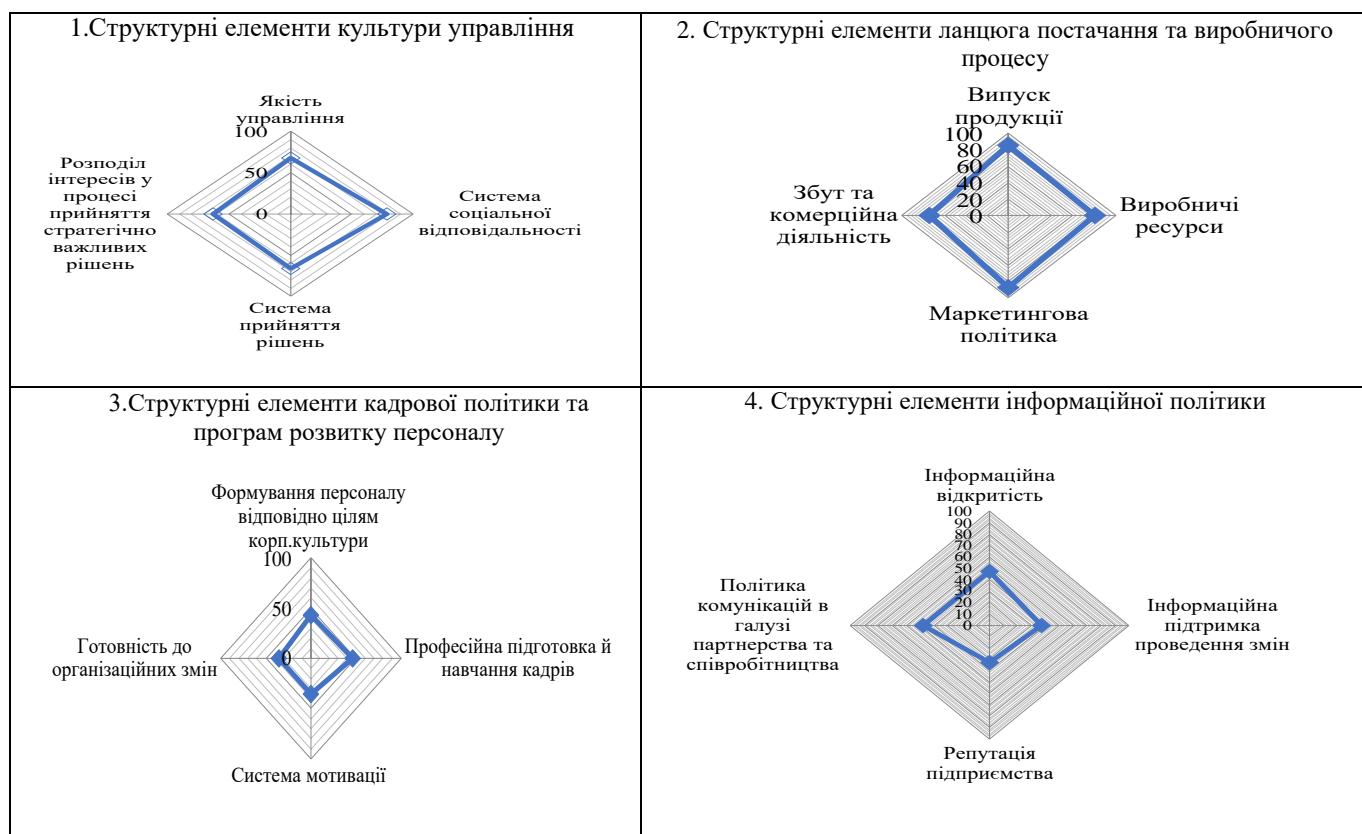 1.Структурні елементи культури управління
Якість
управління
100
50
0
Розподіл
інтересів у
процесі
прийняття
стратегічно
важливих
рішень
Система
соціальної
відповідальності
Система
прийняття
рішень
2. Структурні елементи ланцюга постачання та виробничого
процесу
Випуск
продукції
100
80
60
40
20
0
Збут та
комерційна
діяльність
Виробничі
ресурси
Маркетингова
політика
3.Структурні елементи кадрової політики та
програм розвитку персоналу
Формування персоналу
відповідно цілям
корп.культури
100
50
0
Готовність до
організаційних змін
Професійна підготовка й
навчання кадрів
Система мотивації
4. Структурні елементи інформаційної політики
Інформаційна
відкритість
100
90
80
70
60
50
40
30
20
10
0
Політика
комунікацій в
галузі
партнерства та
співробітництва
Інформаційна
підтримка
проведення змін
Репутація
підприємства